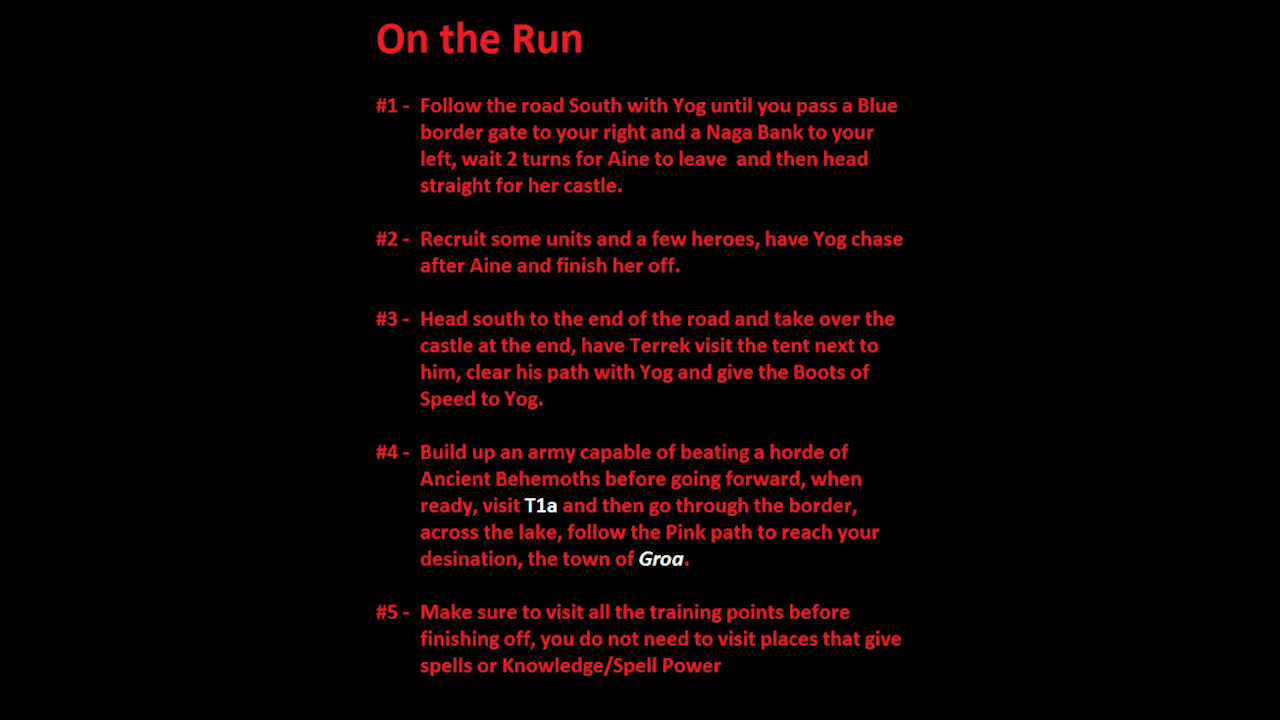 On the Run
#1 - Follow the road South with Yog until you pass a Blue
border gate to your right and a Naga Bank to your
left, wait 2 turns for Aine to leave and then head
straight for her castle.
#2 - Recruit some units and a few heroes, have Yog chase
after Aine and finish her off.
#3 - Head south to the end of the road and take over the
castle at the end, have Terrek visit the tent next to
him, clear his path with Yog and give the Boots of
Speed to Yog.
#4 - Build up an army capable of beating a horde of
Ancient Behemoths before going forward, when
ready, visit T1a and then go through the border,
across the lake, follow the Pink path to reach your
desination, the town of Groa.
#5 - Make sure to visit all the training points before
finishing off, you do not need to visit places that give
spells or Knowledge/Spell Power